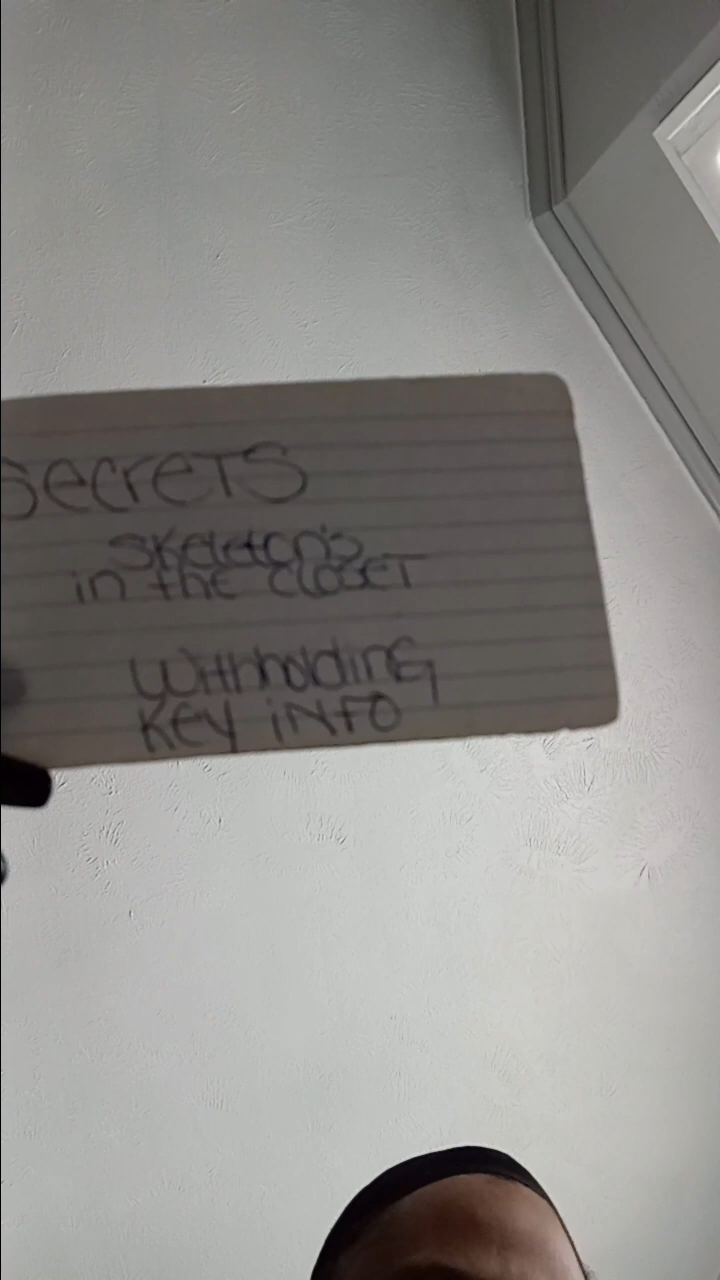 SecreTS
Skeleton's
in the CLOSET
Withholding
Key iNFO